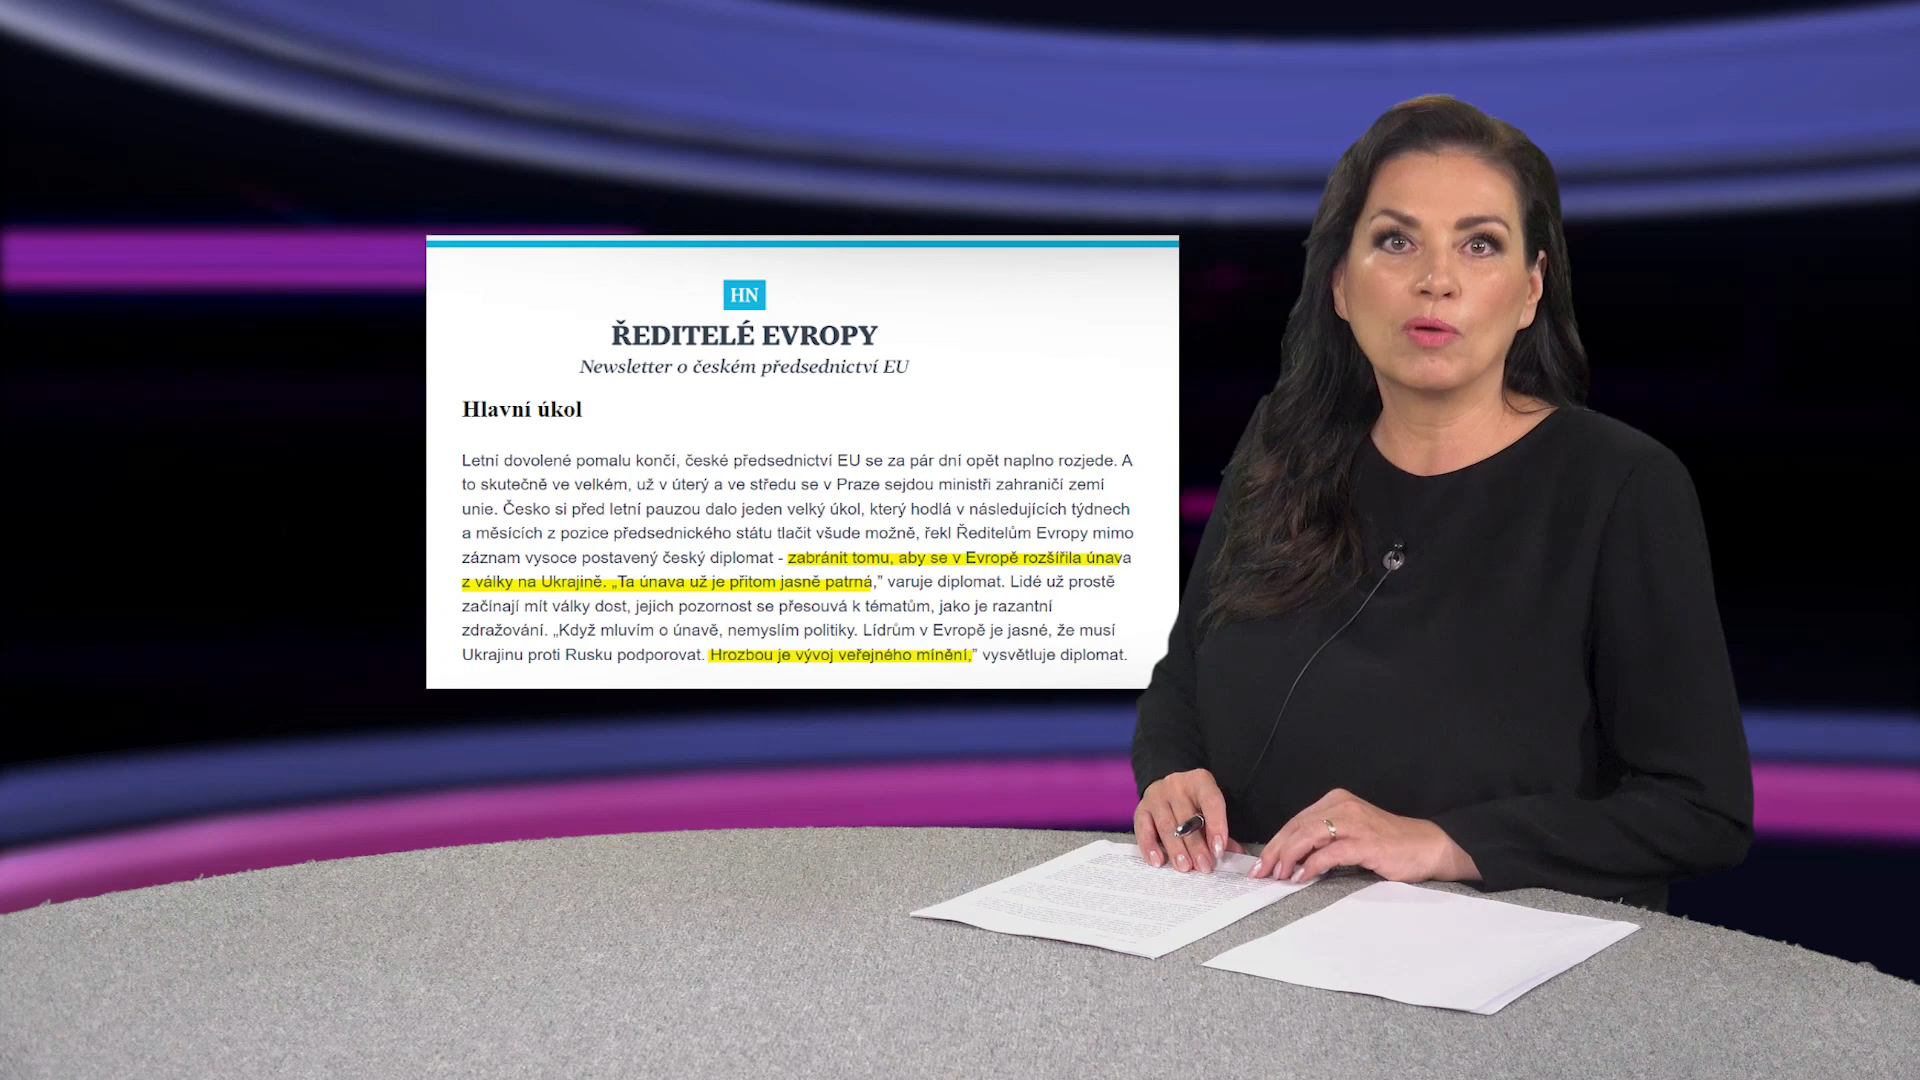 HN
ŘEDITELÉ EVROPY
Newsletter o českém předsednictví EU
Hlavní úkol
Letní dovolené pomalu končí, české předsednictví EU se za pár dní opět naplno rozjede. A
to skutečně ve velkém, už v úterý a ve středu se v Praze sejdou ministři zahraničí zemí
unie. Česko si před letní pauzou dalo jeden velký úkol, který hodlá v následujících týdnech
a měsících z pozice předsednického státu tlačit všude možně, řekl Ředitelům Evropy mimo
záznam vysoce postavený český diplomat - zabránit tomu, aby se v Evropě rozšířila únava
z války na Ukrajině. „Ta únava už je přitom jasně patrná,” varuje diplomat. Lidé už prostě
začínají mít války dost, jejich pozornost se přesouvá k tématům, jako je razantní
zdražování. „Když mluvím o únavě, nemyslím politiky. Lídrům v Evropě je jasné, že musí
Ukrajinu proti Rusku podporovat. Hrozbou je vývoj veřejného mínění,” vysvětluje diplomat.